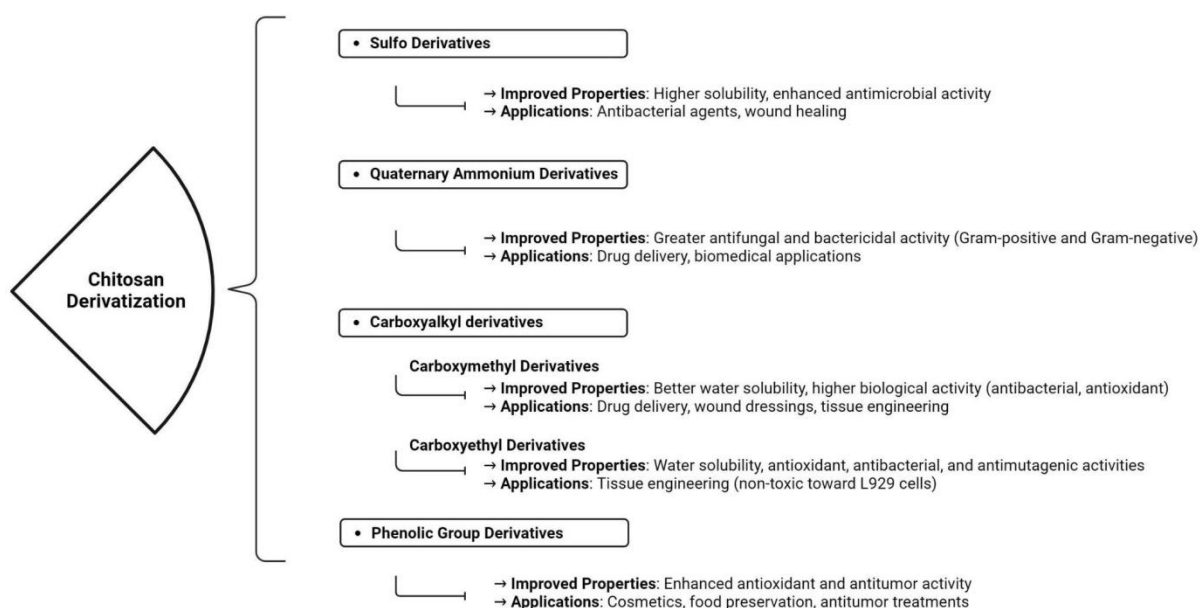 Chitosan
Derivatization
• Sulfo Derivatives
→ Improved Properties: Higher solubility, enhanced antimicrobial activity
→ Applications: Antibacterial agents, wound healing
• Quaternary Ammonium Derivatives
→ Improved Properties: Greater antifungal and bactericidal activity (Gram-positive and Gram-negative)
→ Applications: Drug delivery, biomedical applications
• Carboxyalkyl derivatives
Carboxymethyl Derivatives
→ Improved Properties: Better water solubility, higher biological activity (antibacterial, antioxidant)
→ Applications: Drug delivery, wound dressings, tissue engineering
Carboxyethyl Derivatives
→ Improved Properties: Water solubility, antioxidant, antibacterial, and antimutagenic activities
→ Applications: Tissue engineering (non-toxic toward L929 cells)
• Phenolic Group Derivatives
→ Improved Properties: Enhanced antioxidant and antitumor activity
→ Applications: Cosmetics, food preservation, antitumor treatments